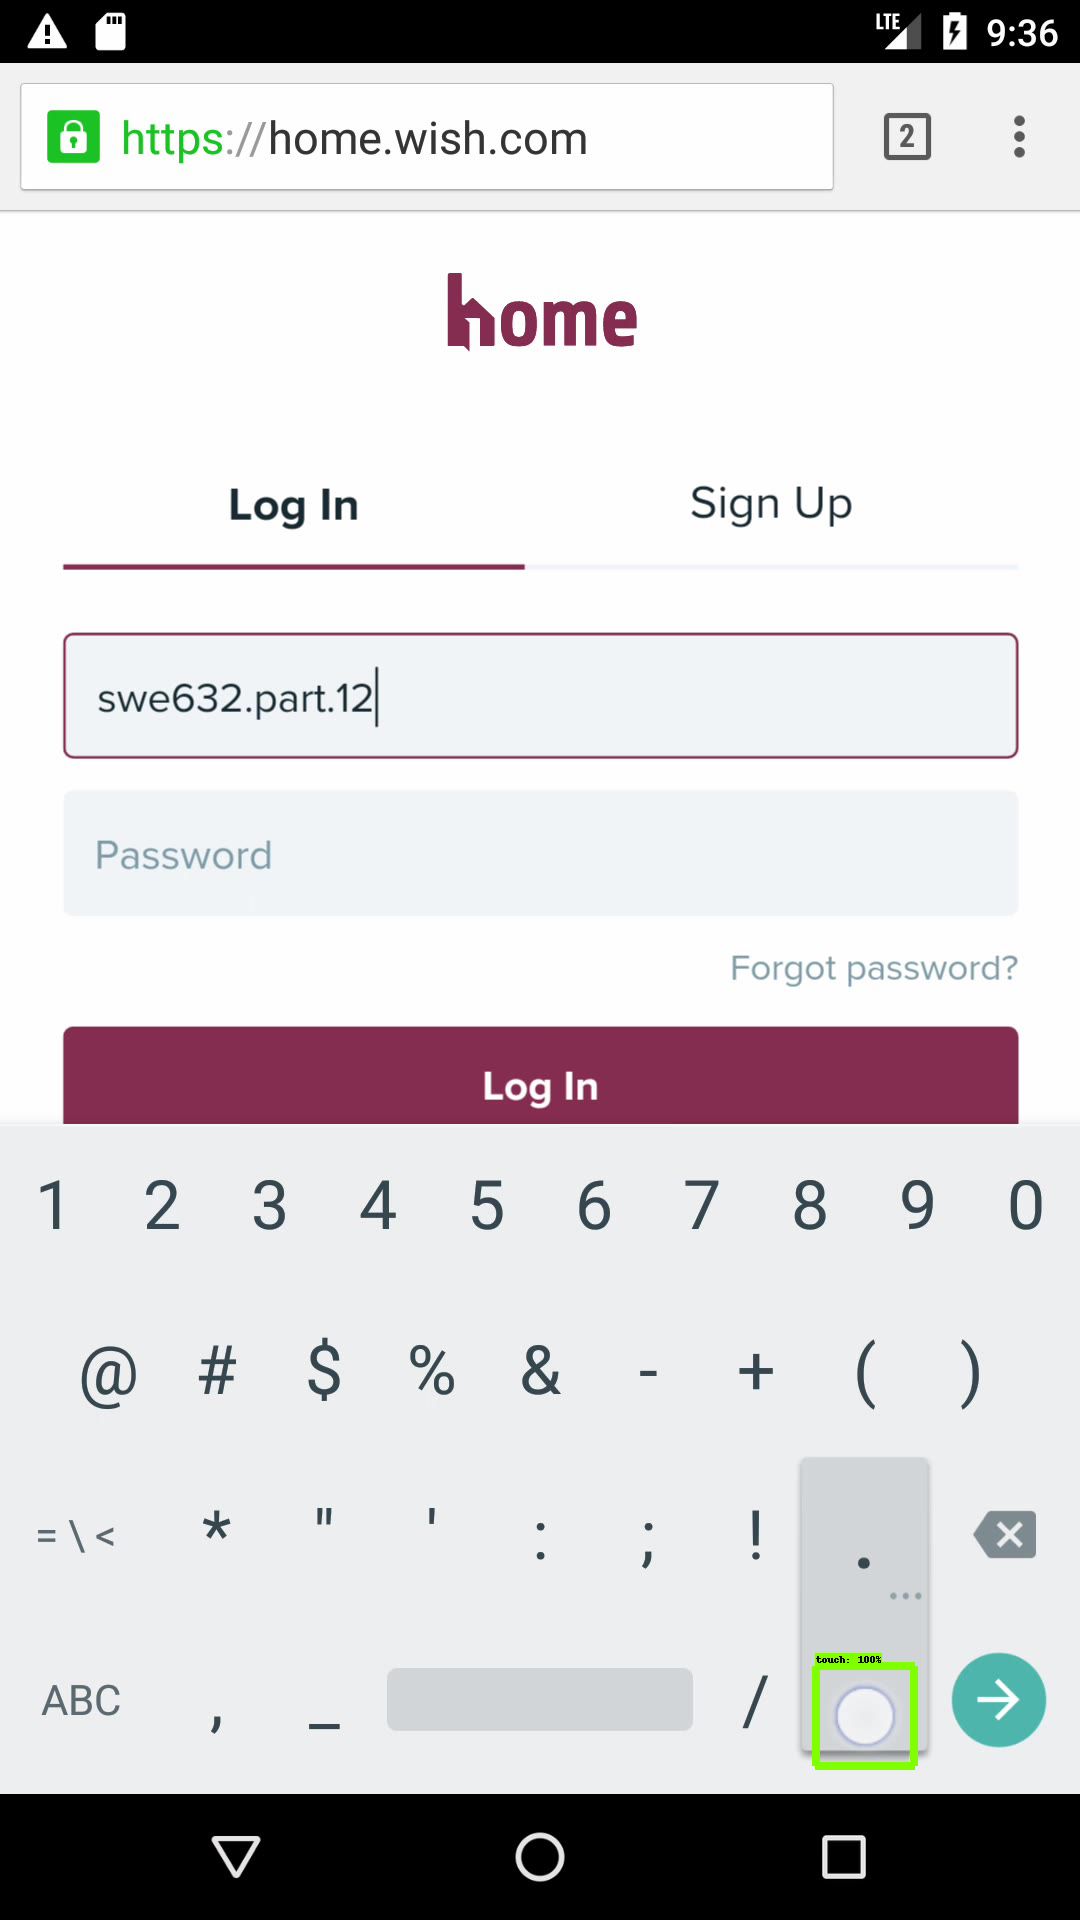 LTE 9:36
https://home.wish.com 2
home
Log In Sign Up
swe632.part.12
Password
Forgot password?
Log In
1 2 3 4 5 6 7 8 9 0
@ # $ % & - + ( )
= \ < * " ' : ; ! .
touch: 100%
ABC , _ /